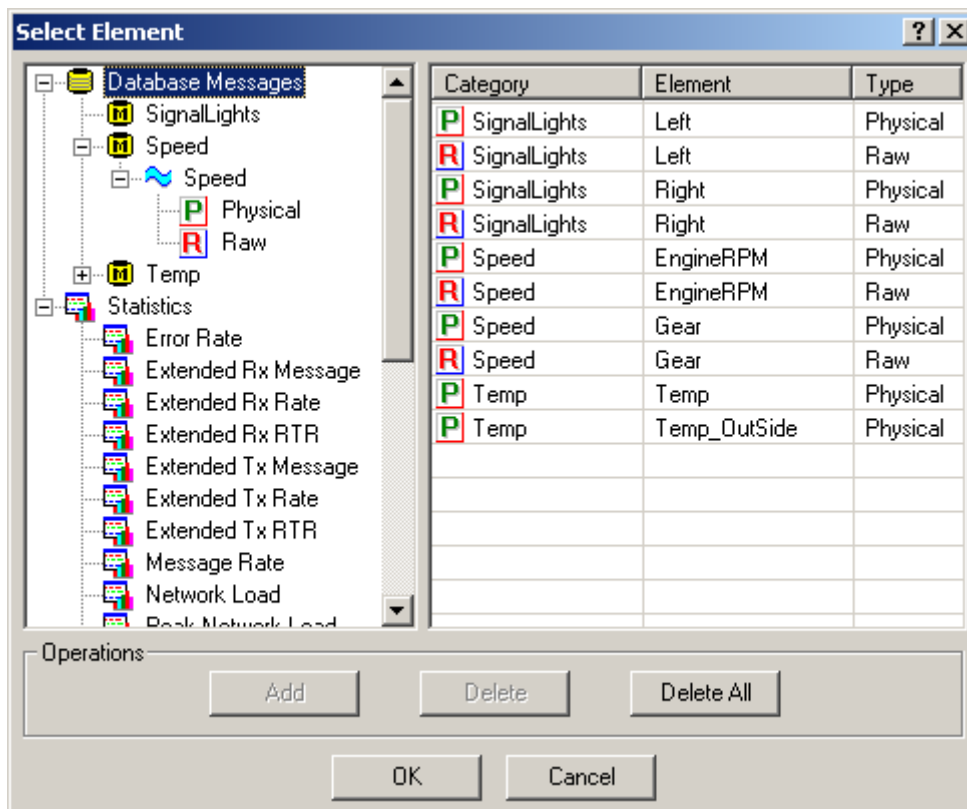 Select Element
Database Messages
M SignalLights
M Speed
Speed
P Physical
R Raw
M Temp
Statistics
Error Rate
Extended Rx Message
Extended Rx Rate
Extended Rx RTR
Extended Tx Message
Extended Tx Rate
Extended Tx RTR
Message Rate
Network Load
Peak Network Load
Category Element Type
P SignalLights Left Physical
R SignalLights Left Raw
P SignalLights Right Physical
R SignalLights Right Raw
P Speed EngineRPM Physical
R Speed EngineRPM Raw
P Speed Gear Physical
R Speed Gear Raw
P Temp Temp Physical
P Temp Temp_OutSide Physical
Operations
Add Delete Delete All
OK Cancel